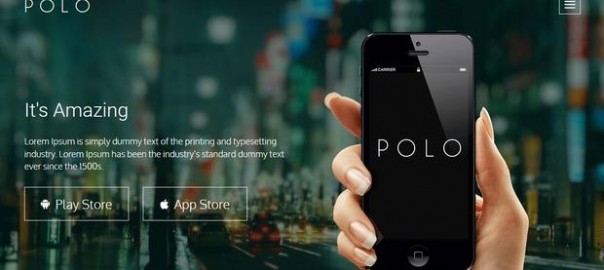 POLO
It's Amazing
Lorem Ipsum is simply dummy text of the printing and typesetting
industry. Lorem Ipsum has been the industry's standard dummy text
ever since the 1500s.
Play Store
App Store
CARRIER
POLO